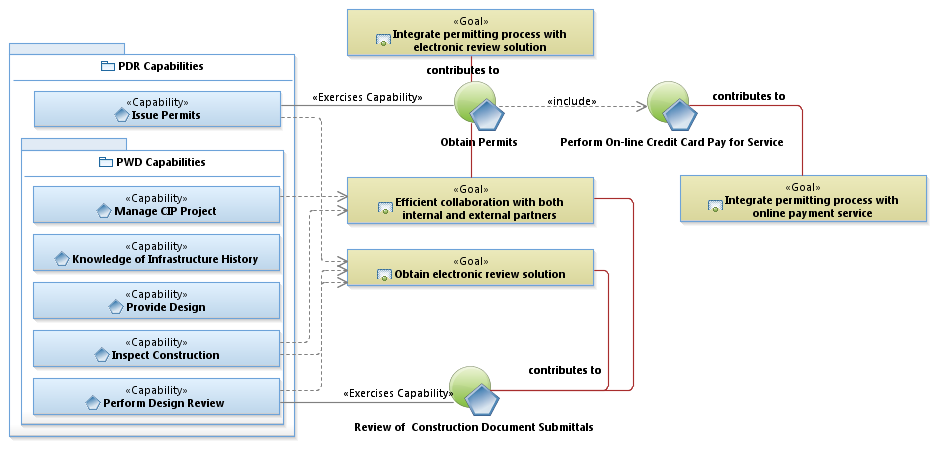 «Goal»
Integrate permitting process with
electronic review solution
contributes to
PDR Capabilities
«Capability»
Issue Permits
«Exercises Capability»
«include»
contributes to
Obtain Permits
Perform On-line Credit Card Pay for Service
PWD Capabilities
«Capability»
Manage CIP Project
«Goal»
Efficient collaboration with both
internal and external partners
«Goal»
Integrate permitting process with
online payment service
«Capability»
Knowledge of Infrastructure History
«Goal»
Obtain electronic review solution
«Capability»
Provide Design
«Capability»
Inspect Construction
contributes to
«Capability»
Perform Design Review
«Exercises Capability»
Review of Construction Document Submittals